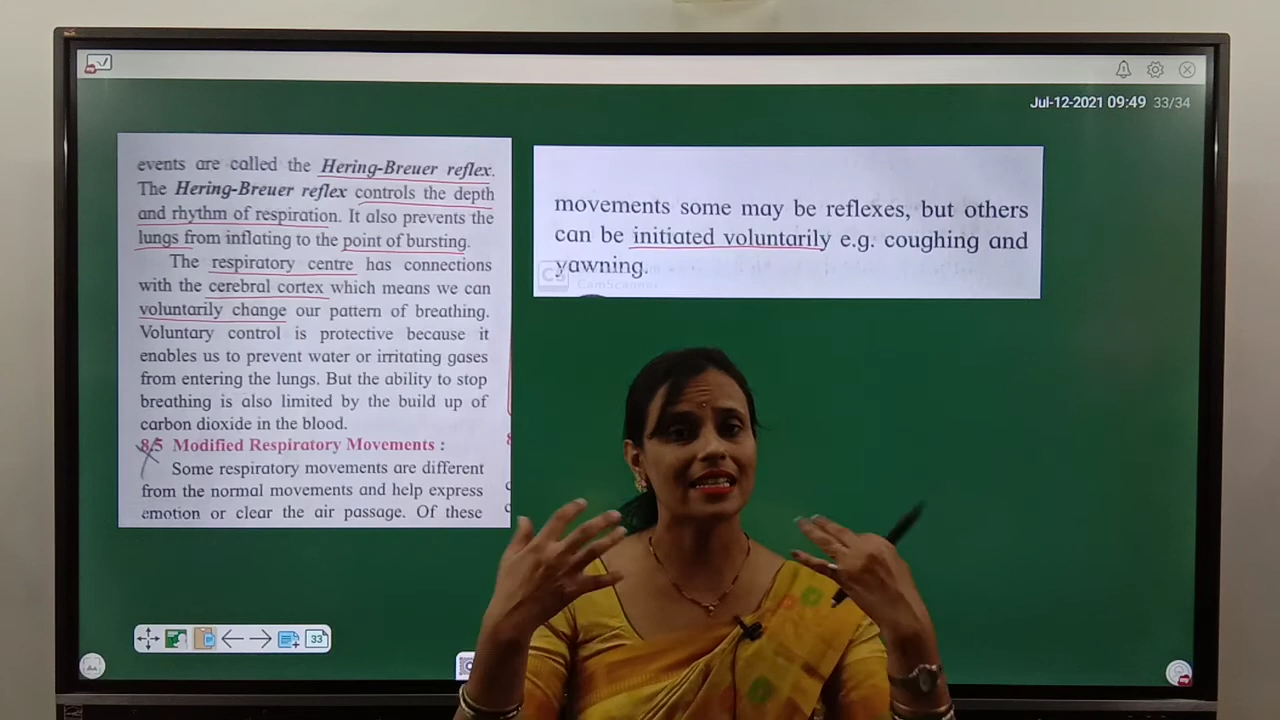 Jul-12-2021 09:49 33/34
events are called the Hering-Breuer reflex.
The Hering-Breuer reflex controls the depth
and rhythm of respiration. It also prevents the
lungs from inflating to the point of bursting.
The respiratory centre has connections
with the cerebral cortex which means we can
voluntarily change our pattern of breathing.
Voluntary control is protective because it
enables us to prevent water or irritating gases
from entering the lungs. But the ability to stop
breathing is also limited by the build up of
carbon dioxide in the blood.
8.5 Modified Respiratory Movements :
Some respiratory movements are different
from the normal movements and help express
emotion or clear the air passage. Of these
movements some may be reflexes, but others
can be initiated voluntarily e.g. coughing and
yawning.
CS CamScanner
33